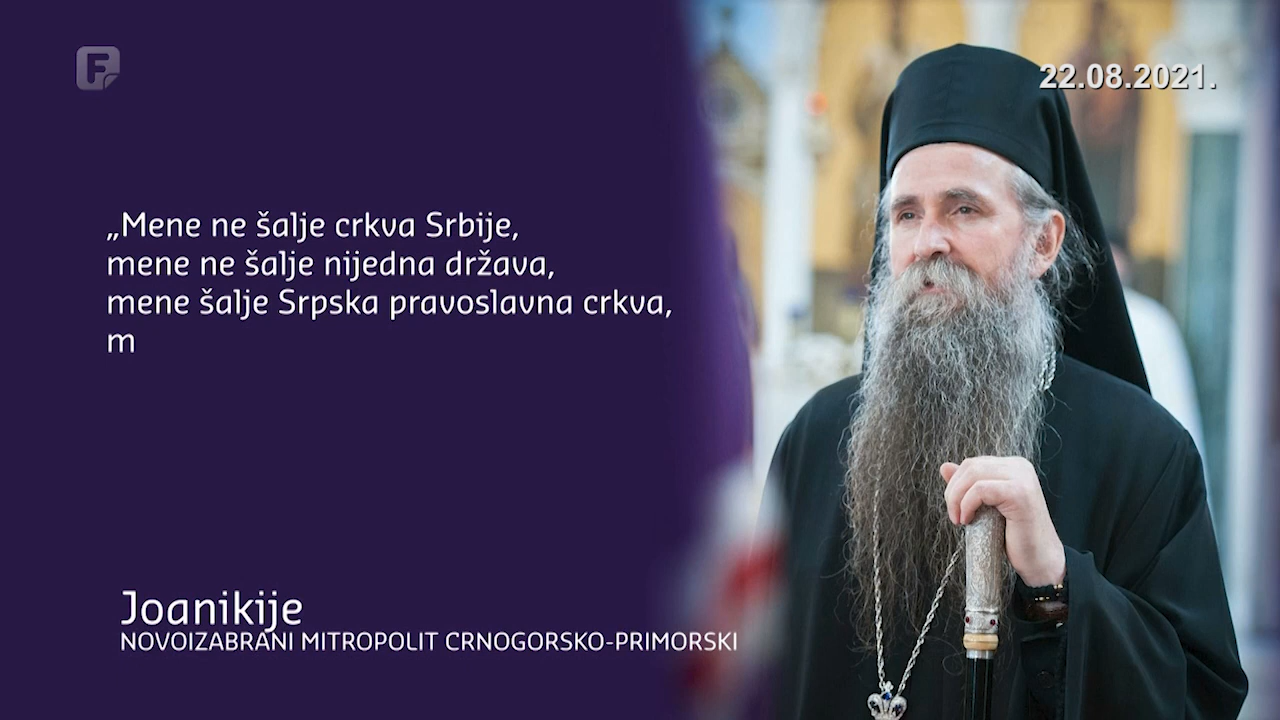 F
22.08.2021.
„Mene ne šalje crkva Srbije,
mene ne šalje nijedna država,
mene šalje Srpska pravoslavna crkva,
m
Joanikije
NOVOIZABRANI MITROPOLIT CRNOGORSKO-PRIMORSKI